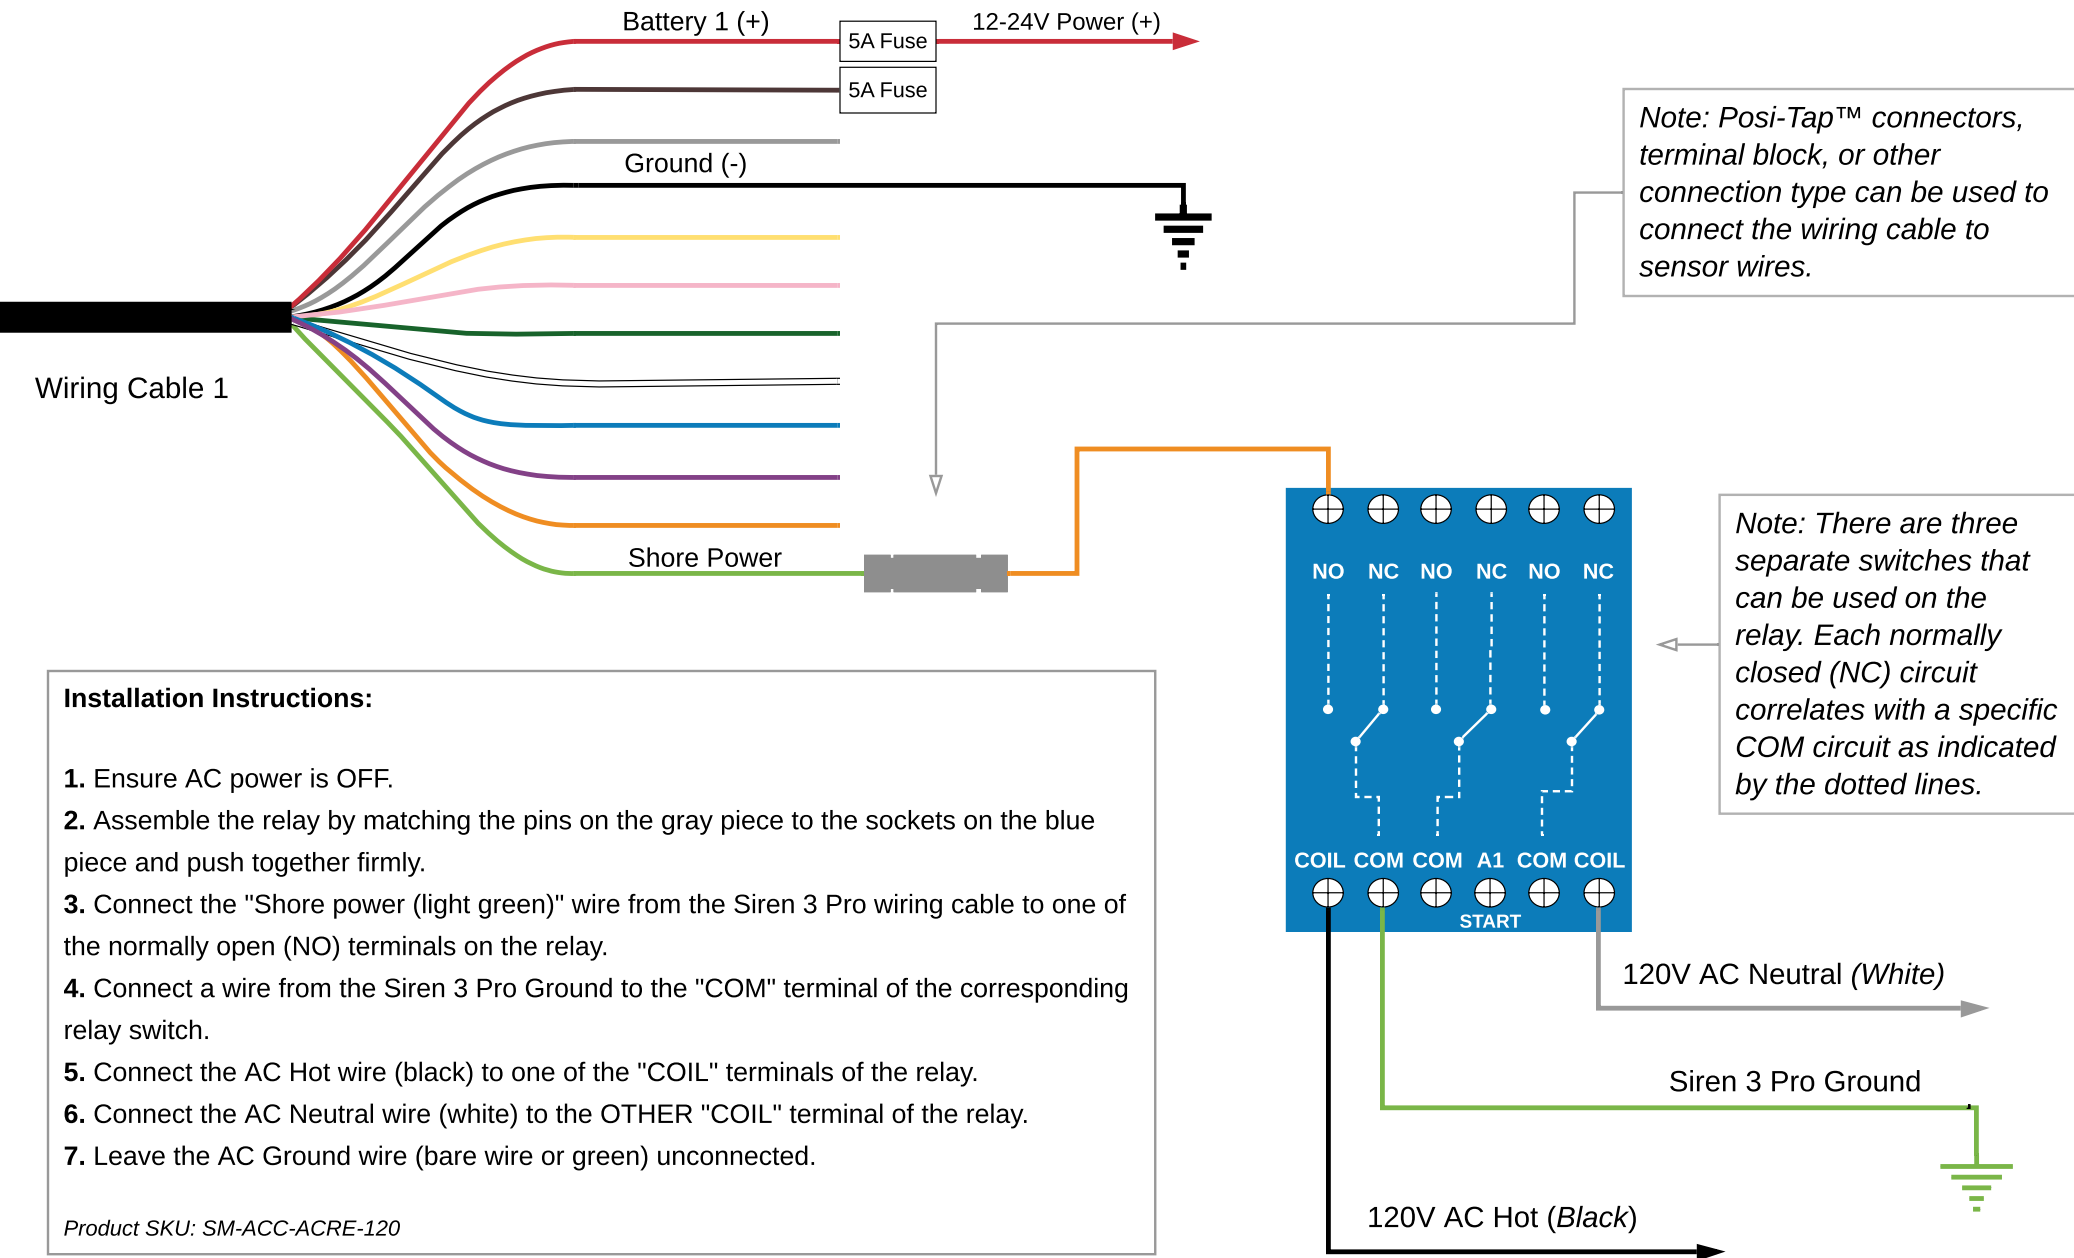 Battery 1 (+)
5A Fuse
12-24V Power (+)
5A Fuse
Ground (-)
Wiring Cable 1
Shore Power
Note: Posi-Tap™ connectors,
terminal block, or other
connection type can be used to
connect the wiring cable to
sensor wires.
NO NC NO NC NO NC
COIL COM COM A1 COM COIL
START
Note: There are three
separate switches that
can be used on the
relay. Each normally
closed (NC) circuit
correlates with a specific
COM circuit as indicated
by the dotted lines.
Installation Instructions:
1. Ensure AC power is OFF.
2. Assemble the relay by matching the pins on the gray piece to the sockets on the blue
piece and push together firmly.
3. Connect the "Shore power (light green)" wire from the Siren 3 Pro wiring cable to one of
the normally open (NO) terminals on the relay.
4. Connect a wire from the Siren 3 Pro Ground to the "COM" terminal of the corresponding
relay switch.
5. Connect the AC Hot wire (black) to one of the "COIL" terminals of the relay.
6. Connect the AC Neutral wire (white) to the OTHER "COIL" terminal of the relay.
7. Leave the AC Ground wire (bare wire or green) unconnected.
Product SKU: SM-ACC-ACRE-120
120V AC Neutral (White)
Siren 3 Pro Ground
120V AC Hot (Black)